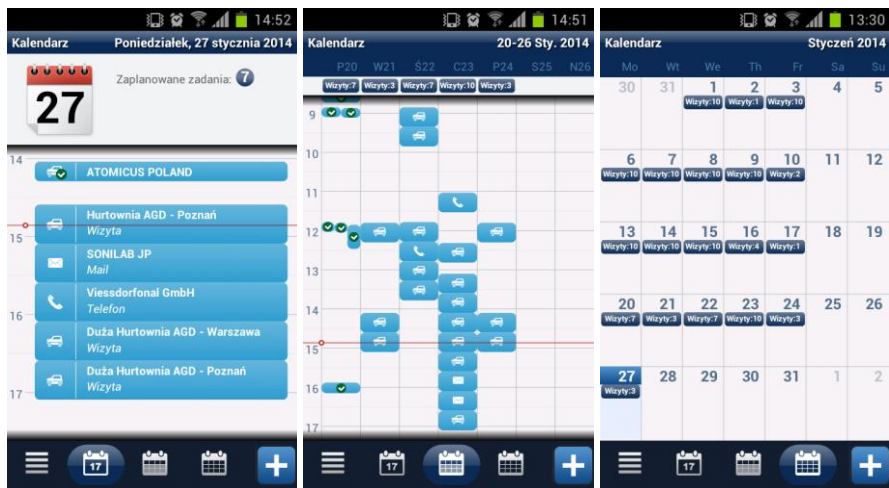 14:52
Kalendarz Poniedziałek, 27 stycznia 2014
27
Zaplanowane zadania: 7
14
ATOMICUS POLAND
Hurtownia AGD - Poznań
Wizyta
15
SONILAB JP
Mail
Viessdorfonal GmbH
Telefon
16
Duża Hurtownia AGD - Warszawa
Wizyta
Duża Hurtownia AGD - Poznań
Wizyta
17
17
14:51
Kalendarz 20-26 Sty. 2014
P20 W21 Ś22 C23 P24 S25 N26
Wizyty:7 Wizyty:3 Wizyty:7 Wizyty:10 Wizyty:3
9
10
11
12
13
14
15
16
17
17
13:30
Kalendarz Styczeń 2014
Mo Wt We Th Fr Sa Su
30 31 1 2 3 4 5
Wizyty:10 Wizyty:1 Wizyty:10
6 7 8 9 10 11 12
Wizyty:10 Wizyty:10 Wizyty:10 Wizyty:10 Wizyty:2
13 14 15 16 17 18 19
Wizyty:10 Wizyty:10 Wizyty:10 Wizyty:4 Wizyty:1
20 21 22 23 24 25 26
Wizyty:7 Wizyty:3 Wizyty:7 Wizyty:10 Wizyty:3
27 28 29 30 31 1 2
Wizyty:3
17